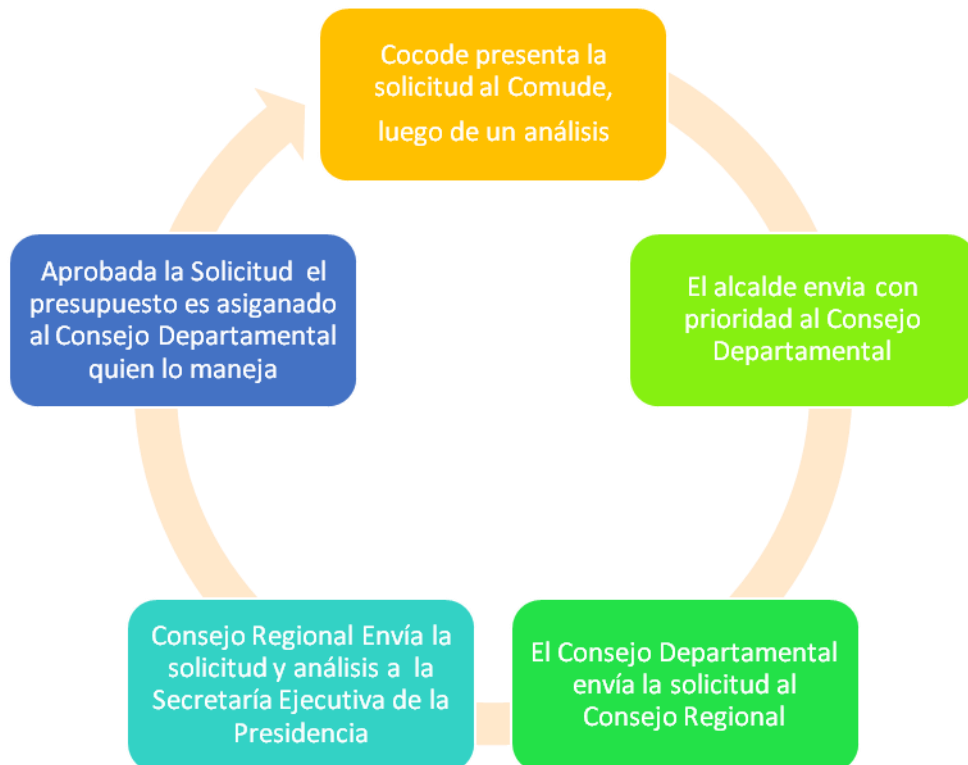 Cocode presenta la
solicitud al Comude,
luego de un análisis
El alcalde envia con
prioridad al Consejo
Departamental
El Consejo Departamental
envía la solicitud al
Consejo Regional
Consejo Regional Envía la
solicitud y análisis a la
Secretaría Ejecutiva de la
Presidencia
Aprobada la Solicitud el
presupuesto es asiganado
al Consejo Departamental
quien lo maneja